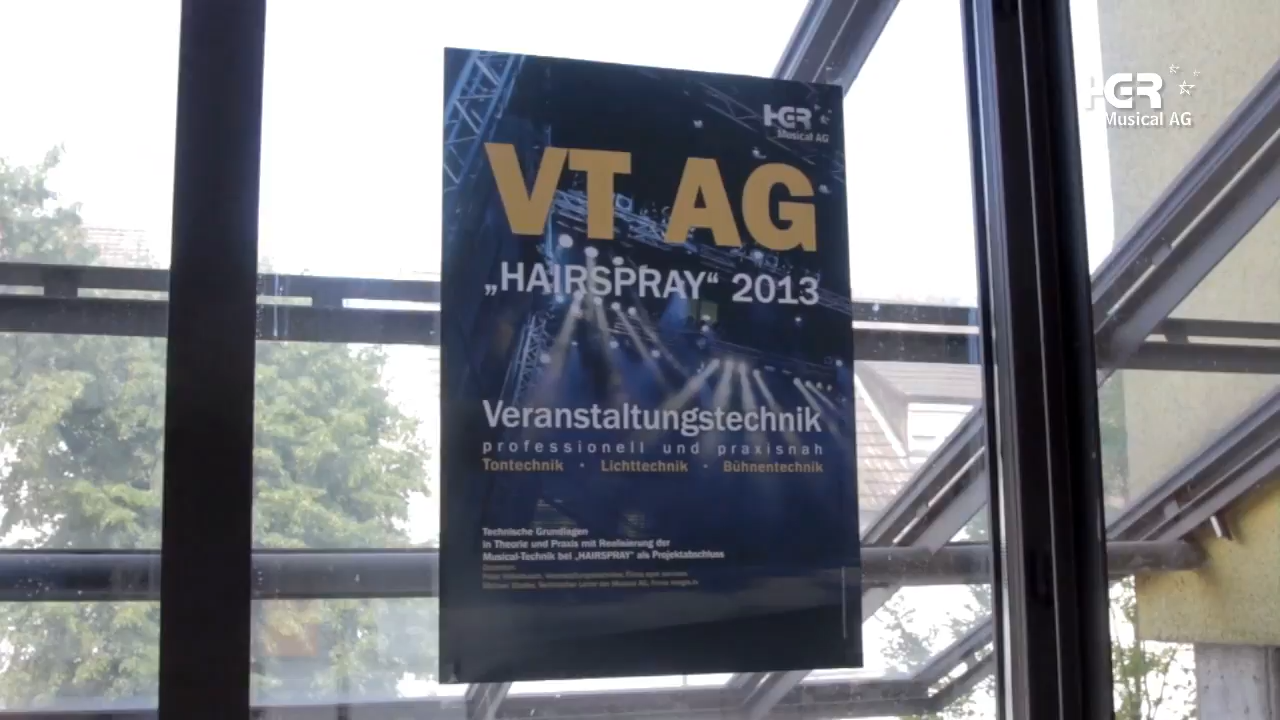 HGR
Musical AG
HGR
Musical AG
VT AG
„HAIRSPRAY“ 2013
Veranstaltungstechnik
professionell und praxisnah
Tontechnik · Lichttechnik · Bühnentechnik
Technische Grundlagen
in Theorie und Praxis mit Realisierung der
Musical-Technik bei „HAIRSPRAY“ als Projektabschluss
Dozenten: